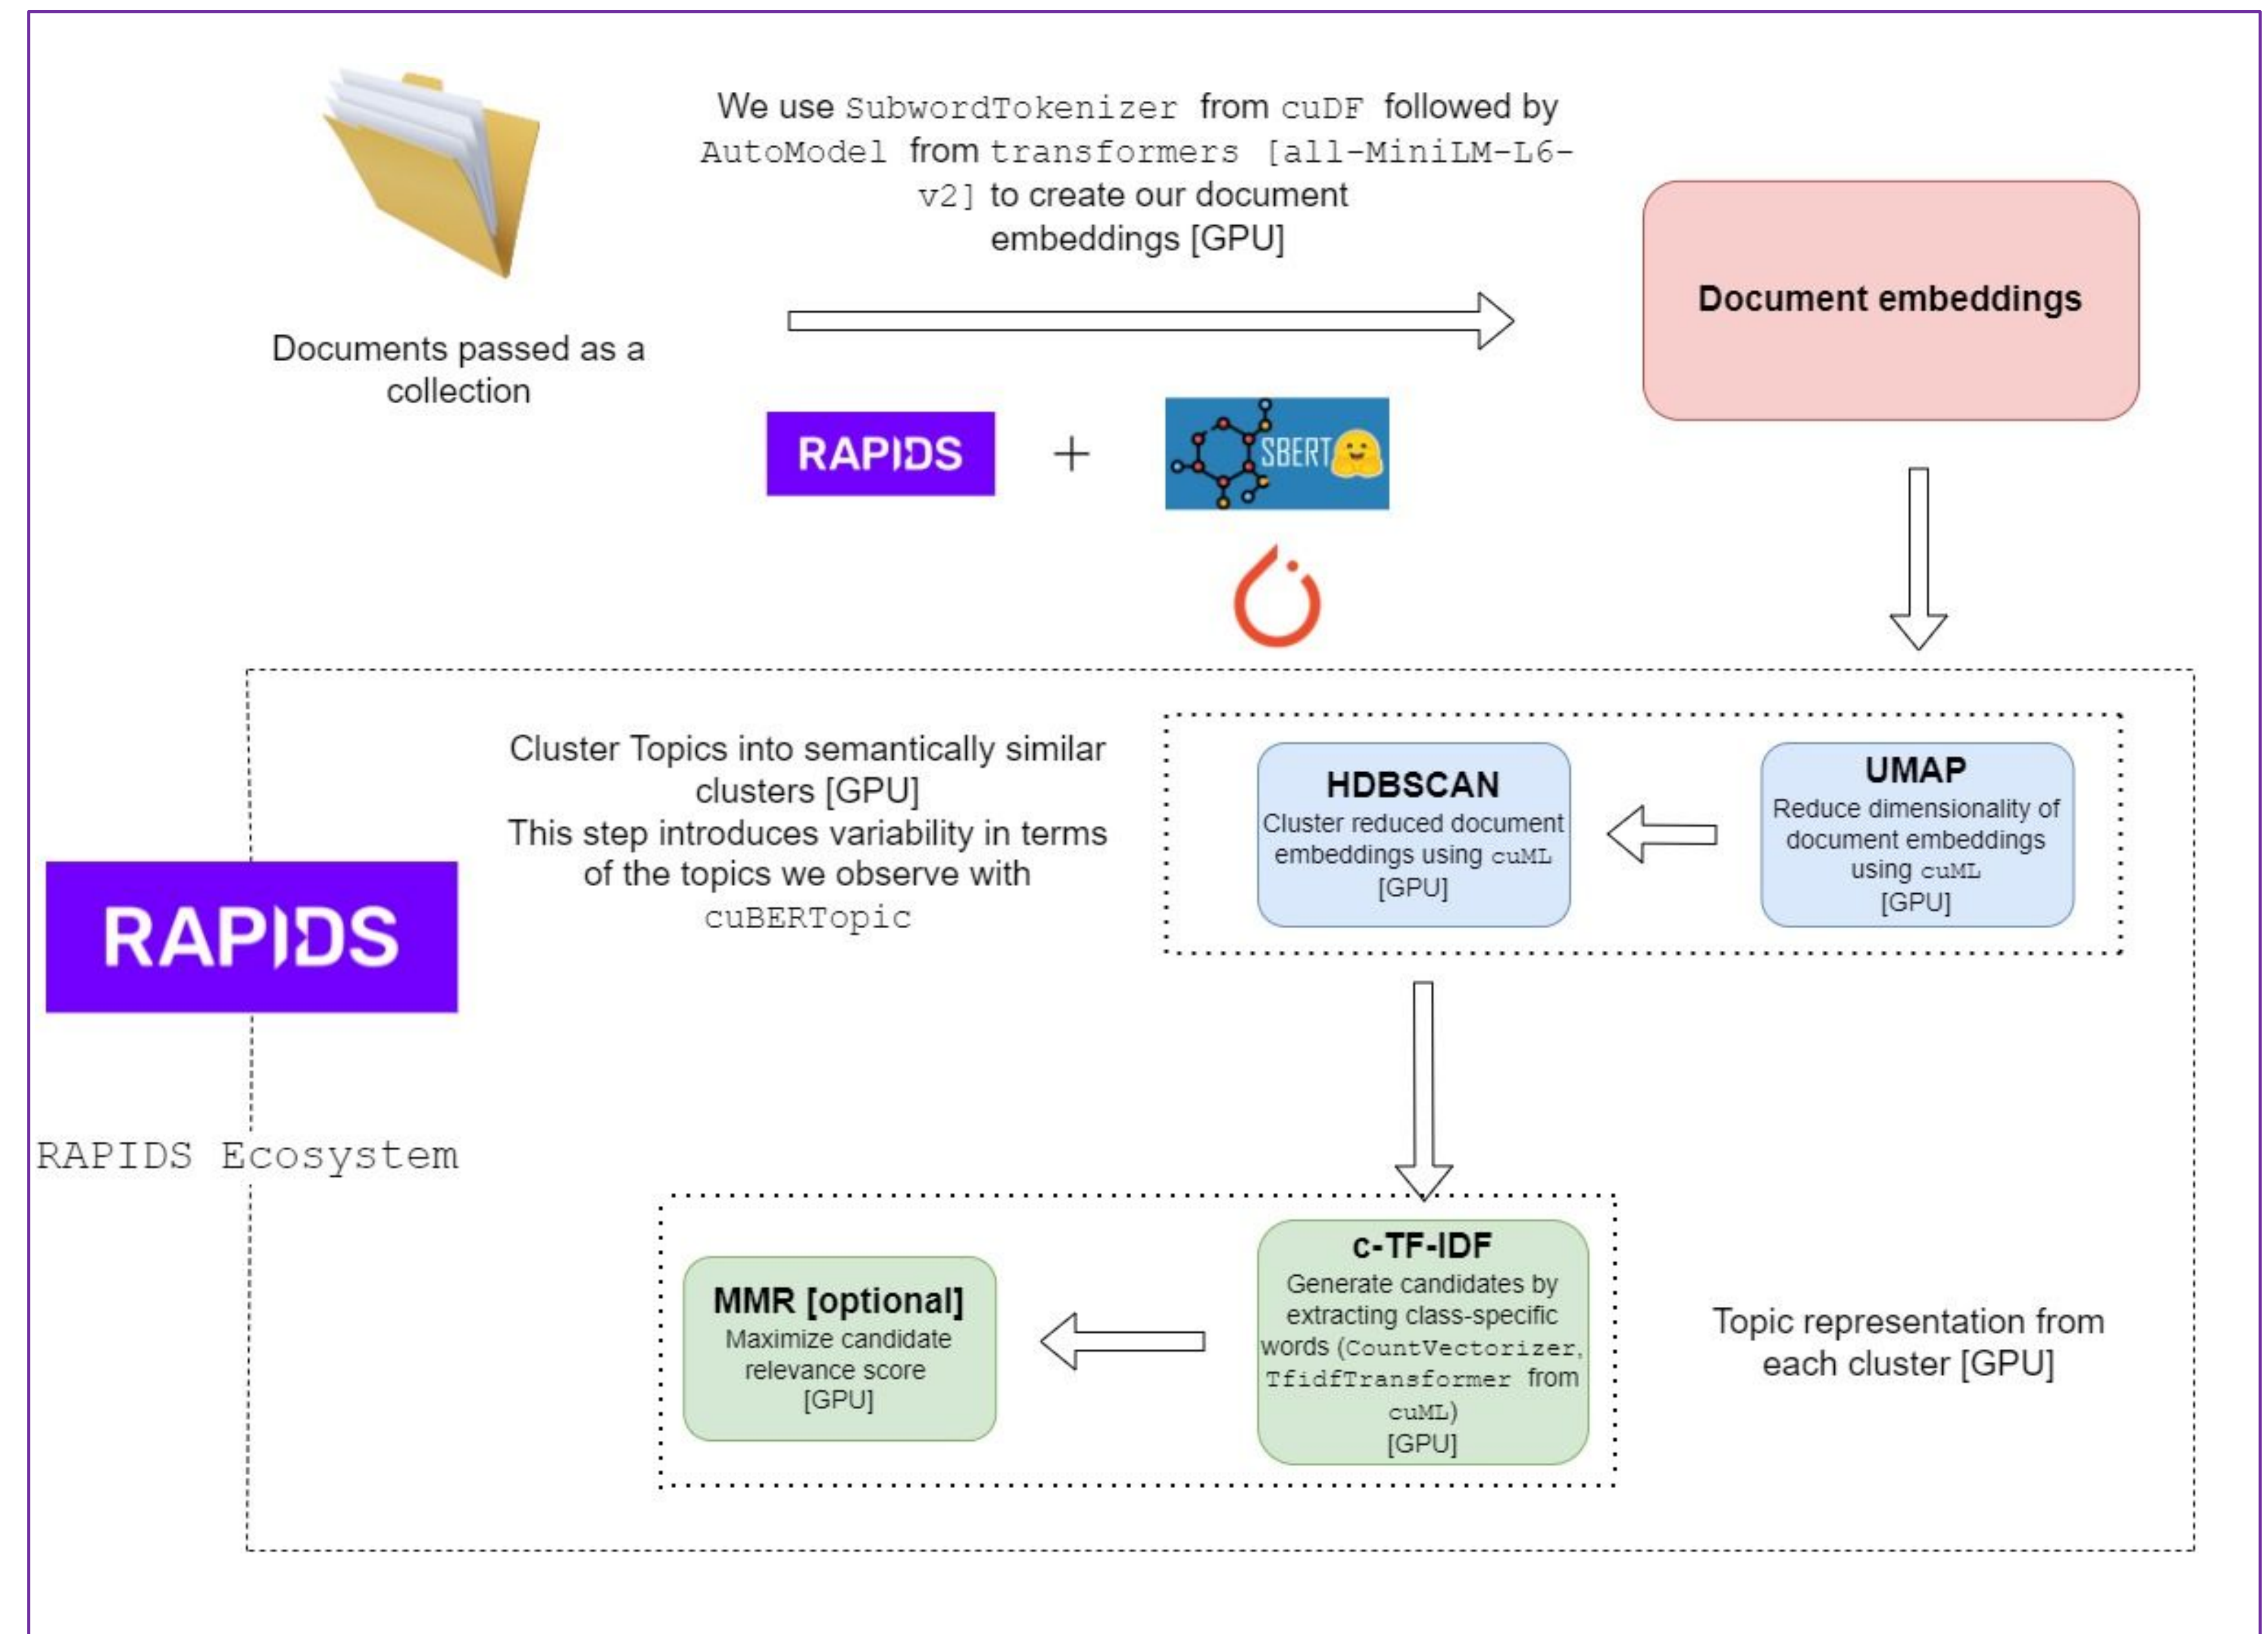 We use SubwordTokenizer from cuDF followed by
AutoModel from transformers [all-MiniLM-L6-
v2] to create our document
embeddings [GPU]
Documents passed as a
collection
RAPIDS
+
SBERT
Document embeddings
Cluster Topics into semantically similar
clusters [GPU]
This step introduces variability in terms
of the topics we observe with
cuBERTopic
HDBSCAN
Cluster reduced document
embeddings using cuML
[GPU]
UMAP
Reduce dimensionality of
document embeddings
using cuML
[GPU]
RAPIDS
RAPIDS Ecosystem
MMR [optional]
Maximize candidate
relevance score
[GPU]
c-TF-IDF
Generate candidates by
extracting class-specific
words (CountVectorizer,
TfidfTransformer from
cuML)
[GPU]
Topic representation from
each cluster [GPU]